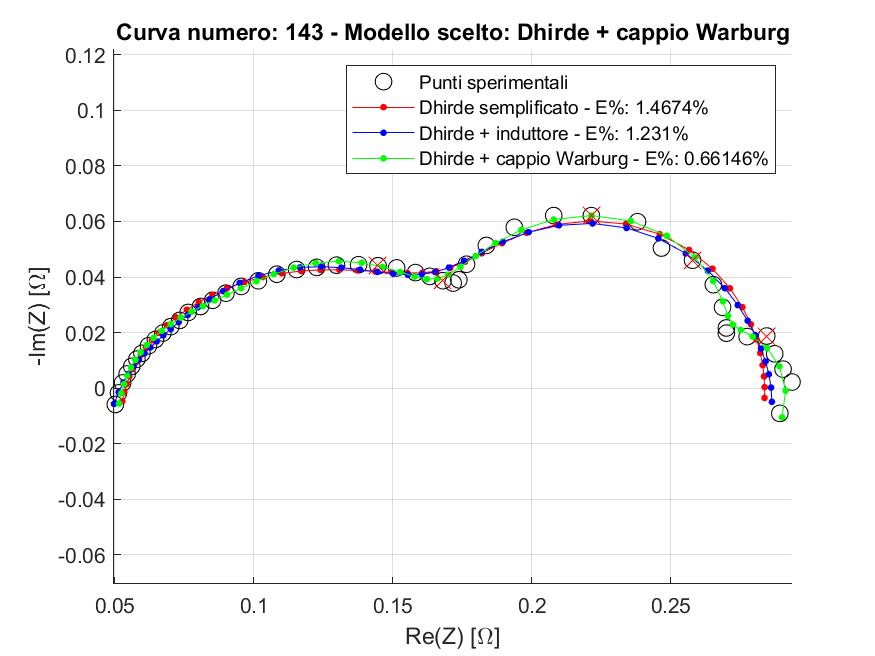 Curva numero: 143 - Modello scelto: Dhirde + cappio Warburg
0.12
0.1
0.08
0.06
0.04
0.02
0
-0.02
-0.04
-0.06
-Im(Z) [Ω]
Punti sperimentali
Dhirde semplificato - E%: 1.4674%
Dhirde + induttore - E%: 1.231%
Dhirde + cappio Warburg - E%: 0.66146%
0.05
0.1
0.15
0.2
0.25
Re(Z) [Ω]